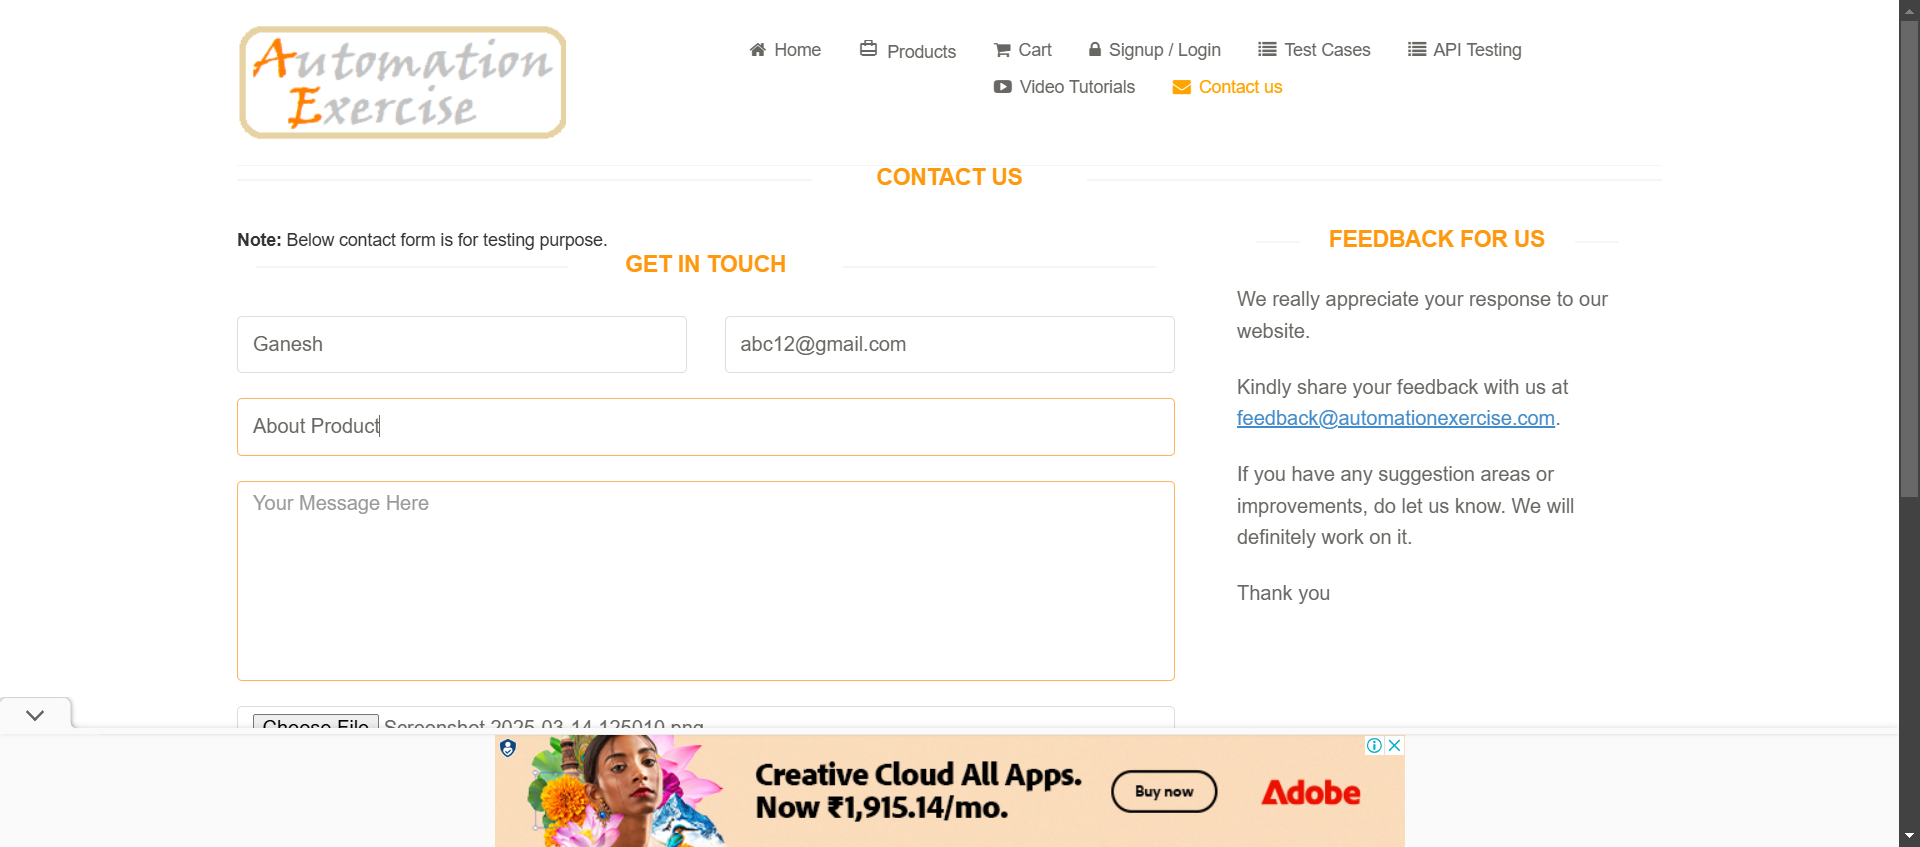 Automation
Exercise
Home
Products
Cart
Signup / Login
Test Cases
API Testing
Video Tutorials
Contact us
CONTACT US
Note: Below contact form is for testing purpose.
GET IN TOUCH
Ganesh
abc12@gmail.com
About Product
Your Message Here
Choose File Screenshot 2025-03-14 125010.png
FEEDBACK FOR US
We really appreciate your response to our
website.
Kindly share your feedback with us at
feedback@automationexercise.com.
If you have any suggestion areas or
improvements, do let us know. We will
definitely work on it.
Thank you
Creative Cloud All Apps.
Now ₹1,915.14/mo.
Buy now
Adobe